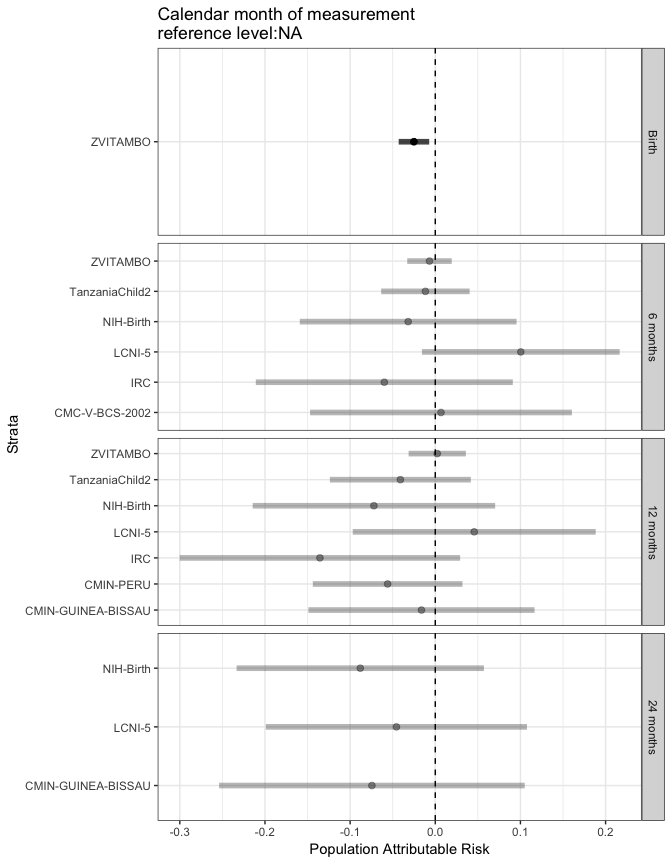 Calendar month of measurement
reference level:NA
Strata
Birth
ZVITAMBO
6 months
ZVITAMBO
TanzaniaChild2
NIH-Birth
LCNI-5
IRC
CMC-V-BCS-2002
12 months
ZVITAMBO
TanzaniaChild2
NIH-Birth
LCNI-5
IRC
CMIN-PERU
CMIN-GUINEA-BISSAU
24 months
NIH-Birth
LCNI-5
CMIN-GUINEA-BISSAU
-0.3 -0.2 -0.1 0.0 0.1 0.2
Population Attributable Risk